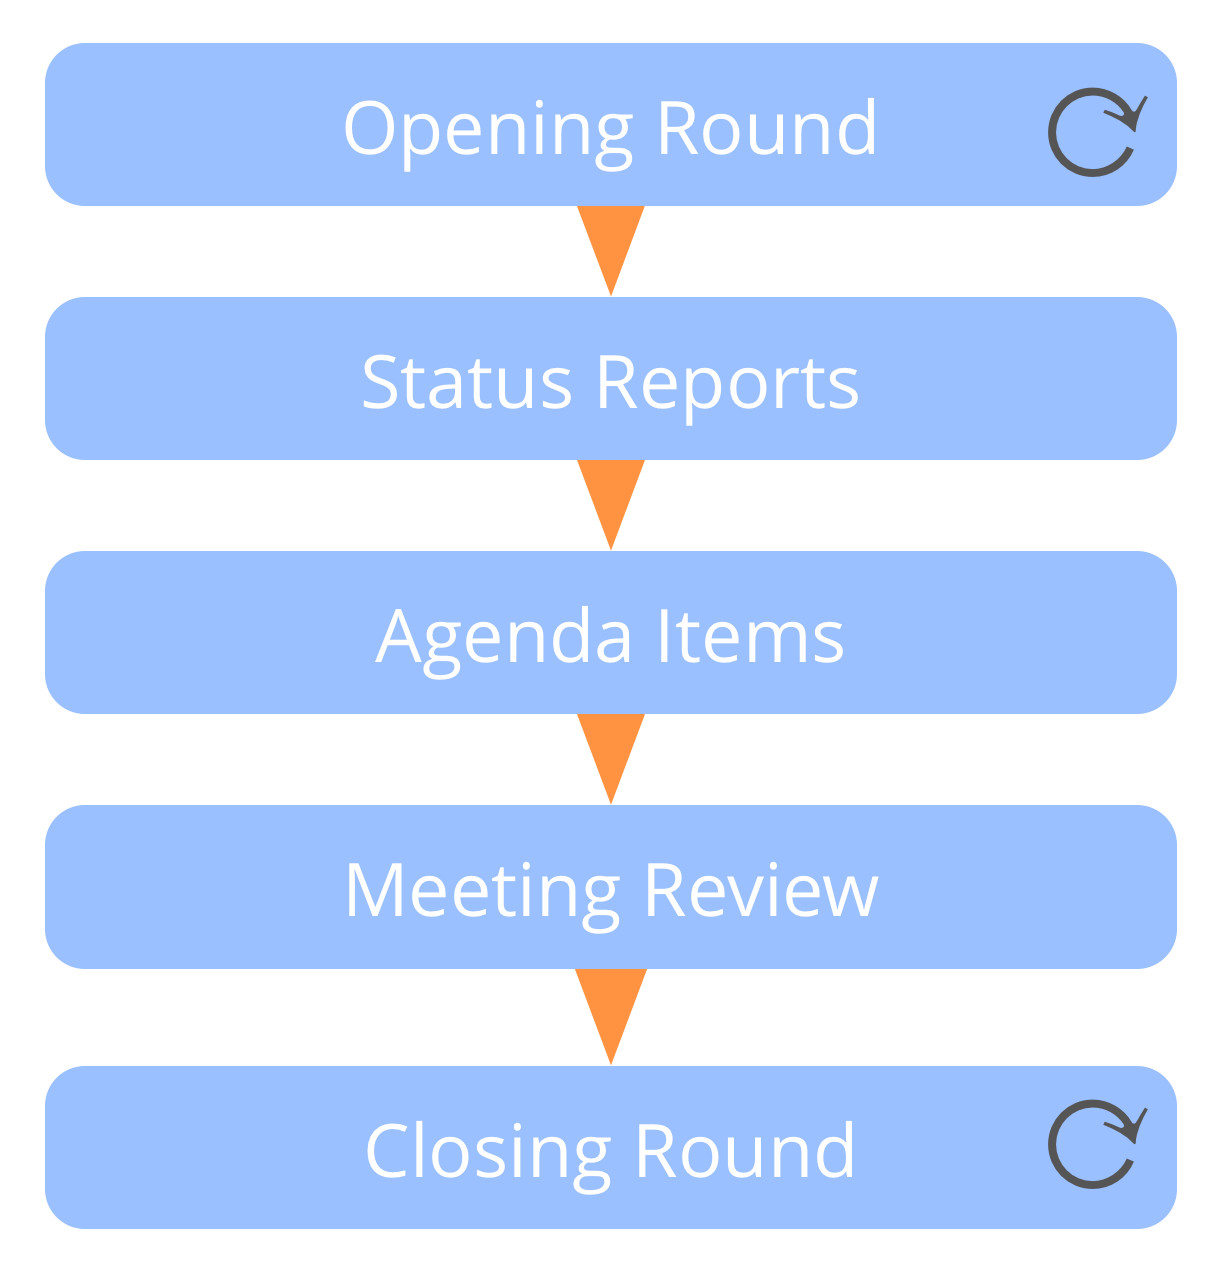 Opening Round
Status Reports
Agenda Items
Meeting Review
Closing Round